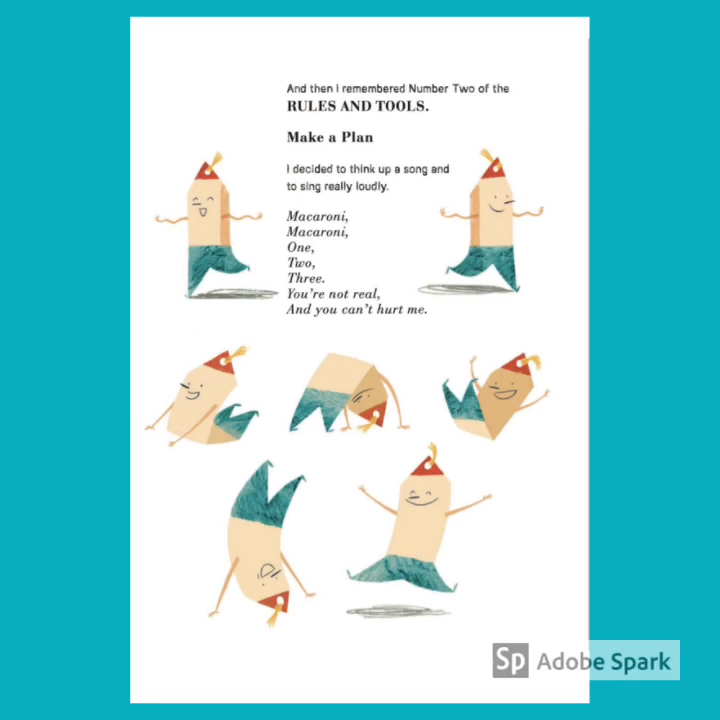 And then I remembered Number Two of the
RULES AND TOOLS.
Make a Plan
I decided to think up a song and
to sing really loudly.
Macaroni,
Macaroni,
One,
Two,
Three.
You're not real,
And you can't hurt me.
Sp Adobe Spark